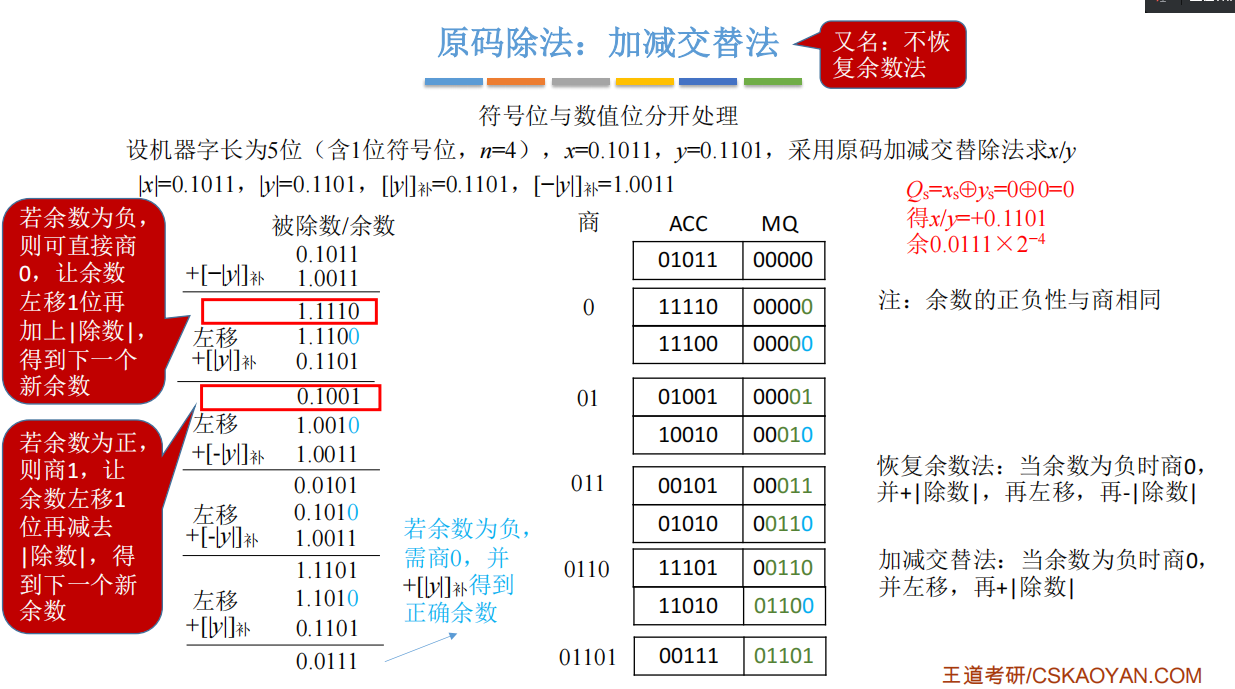 原码除法：加减交替法
又名：不恢
复余数法
符号位与数值位分开处理
设机器字长为5位（含1位符号位，n=4），x=0.1011，y=0.1101，采用原码加减交替除法求x/y
|x|=0.1011，|y|=0.1101，[|y|]补=0.1101，[−|y|]补=1.0011
Qs=xs⊕ys=0⊕0=0
得x/y=+0.1101
余0.0111×2⁻⁴
注：余数的正负性与商相同
若余数为负，
则可直接商
0，让余数
左移1位再
加上|除数|，
得到下一个
新余数
若余数为正，
则商1，让
余数左移1
位再减去
|除数|，得
到下一个新
余数
被除数/余数
0.1011
+[−|y|]补 1.0011
1.1110
左移 1.1100
+[|y|]补 0.1101
0.1001
左移 1.0010
+[-|y|]补 1.0011
0.0101
左移 0.1010
+[-|y|]补 1.0011
1.1101
左移 1.1010
+[|y|]补 0.1101
0.0111
若余数为负，
需商0，并
+[|y|]补得到
正确余数
商 ACC MQ
01011 00000
0 11110 00000
11100 00000
01 01001 00001
10010 00010
011 00101 00011
01010 00110
0110 11101 00110
11010 01100
01101 00111 01101
恢复余数法：当余数为负时商0，
并+|除数|，再左移，再-|除数|
加减交替法：当余数为负时商0，
并左移，再+|除数|
王道考研/CSKAOYAN.COM